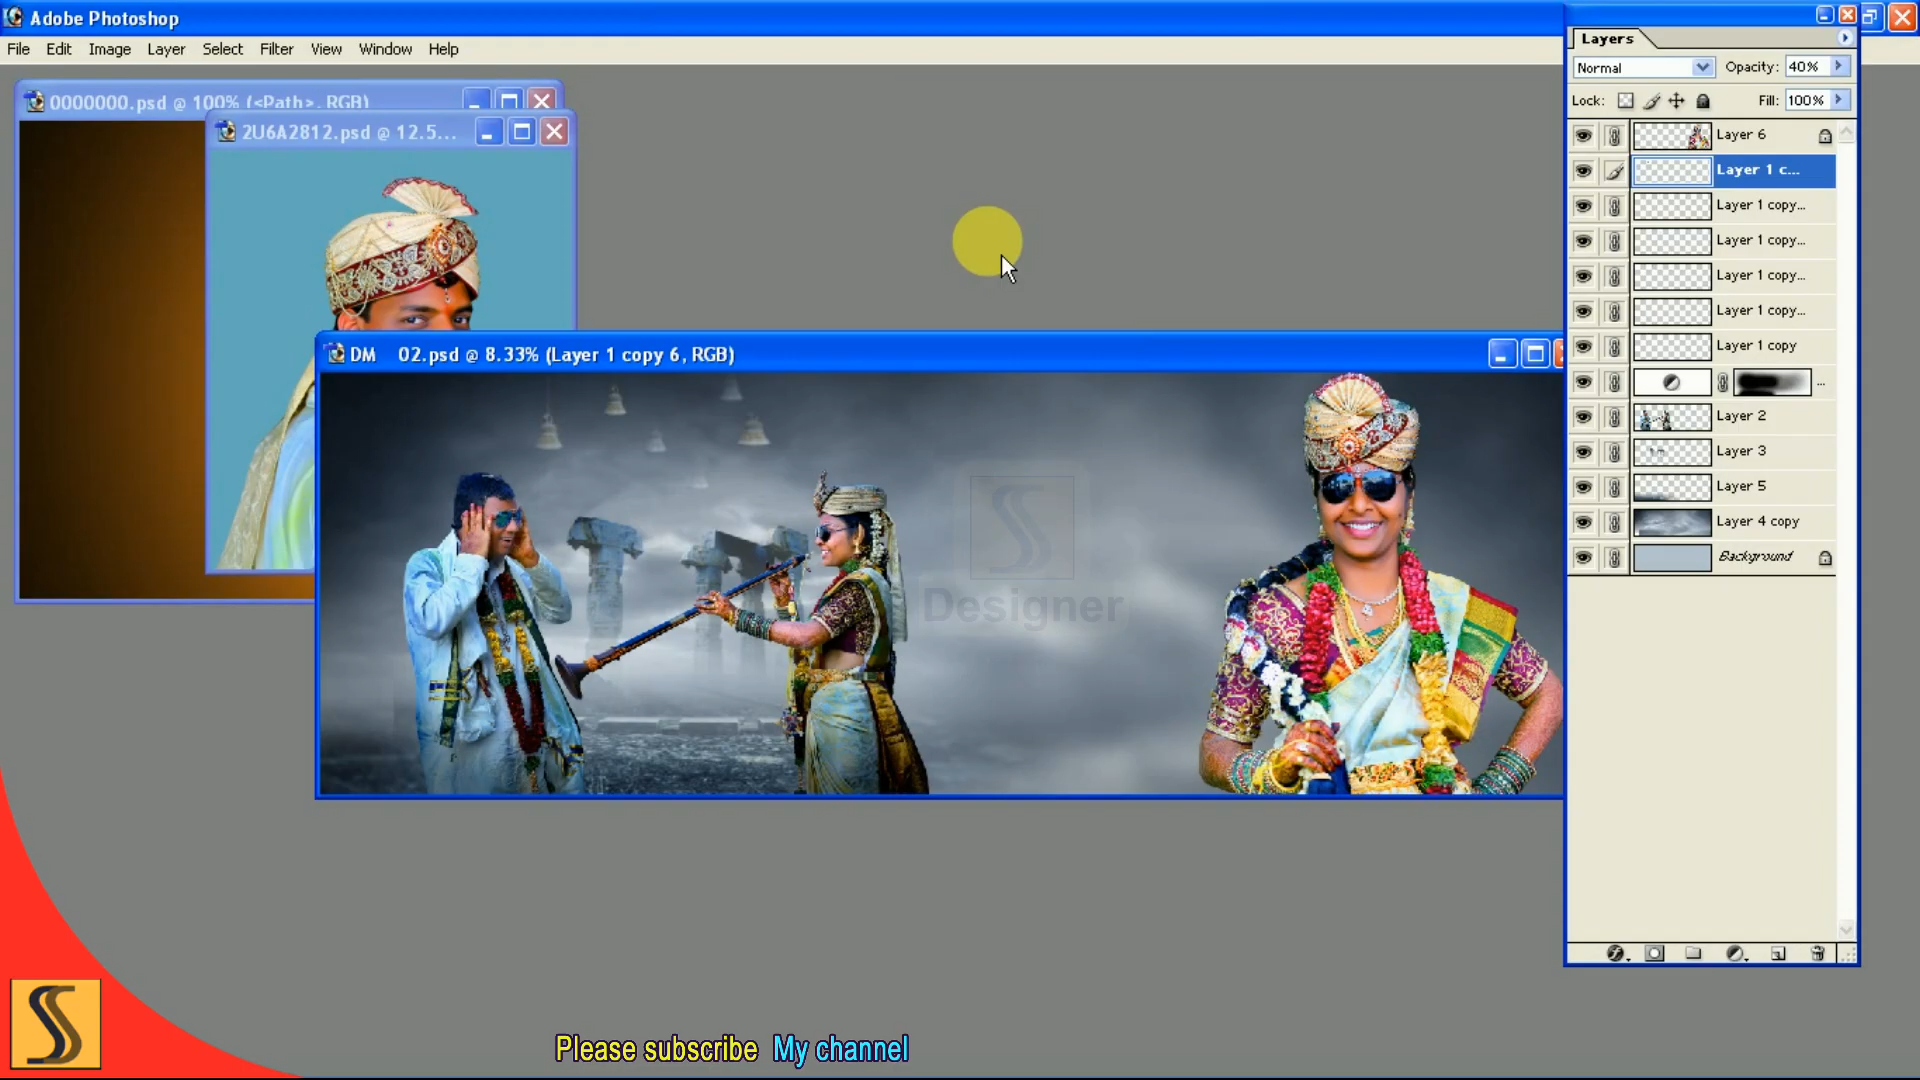 Adobe Photoshop
File Edit Image Layer Select Filter View Window Help
0000000.psd @ 100% (<Path>, RGB)
2U6A2812.psd @ 12.5...
DM 02.psd @ 8.33% (Layer 1 copy 6, RGB)
Designer
Layers
Normal Opacity: 40%
Lock: Fill: 100%
Layer 6
Layer 1 c...
Layer 1 copy...
Layer 1 copy...
Layer 1 copy...
Layer 1 copy...
Layer 1 copy
...
Layer 2
Layer 3
Layer 5
Layer 4 copy
Background
Please subscribe My channel